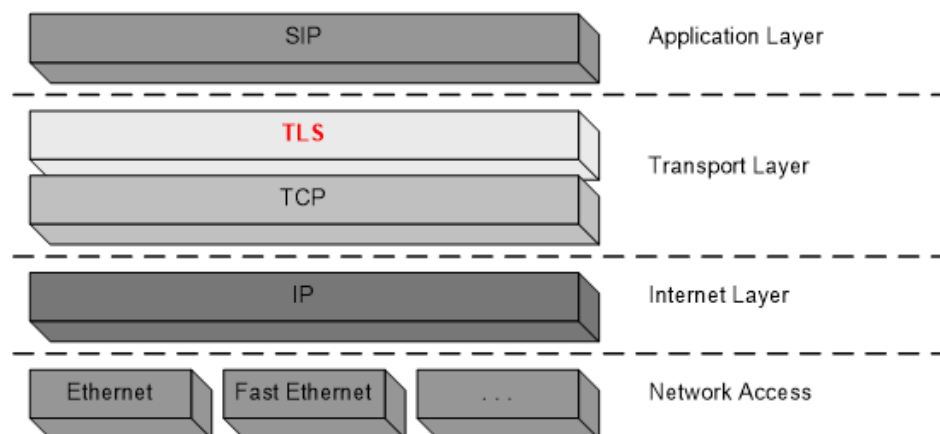 SIP
Application Layer
TLS
Transport Layer
TCP
IP
Internet Layer
Ethernet
Fast Ethernet
. . .
Network Access